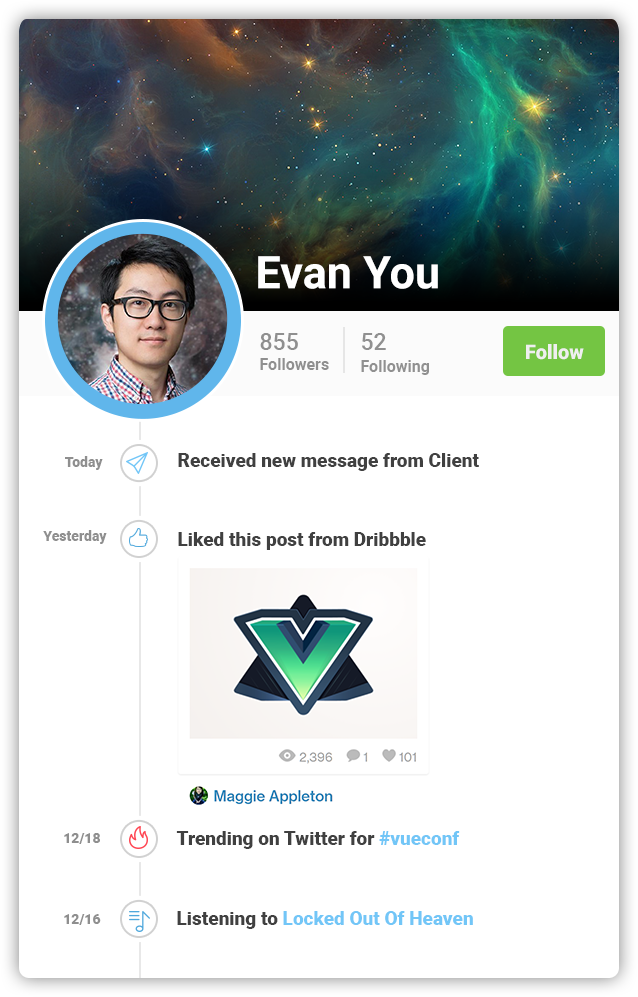 Evan You
855
Followers
52
Following
Follow
Today
Received new message from Client
Yesterday
Liked this post from Dribbble
2,396 1 101
Maggie Appleton
12/18
Trending on Twitter for #vueconf
12/16
Listening to Locked Out Of Heaven